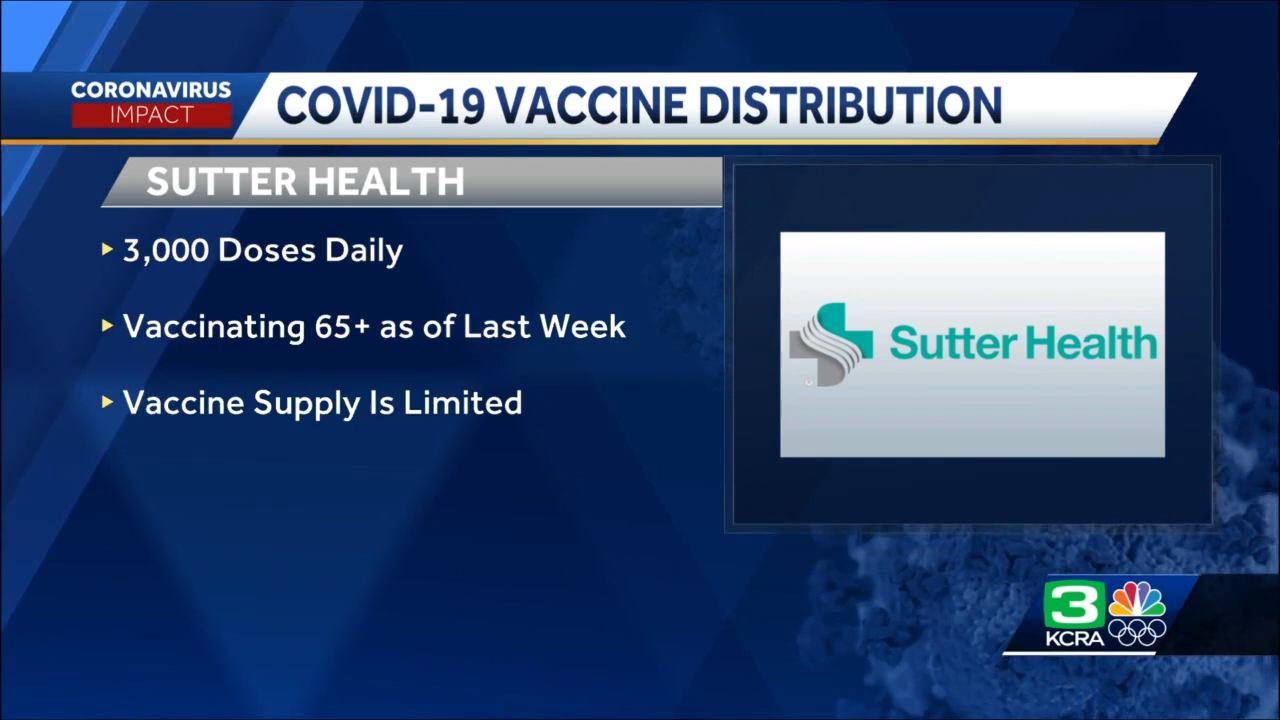 CORONAVIRUS
IMPACT
COVID-19 VACCINE DISTRIBUTION
SUTTER HEALTH
3,000 Doses Daily
Vaccinating 65+ as of Last Week
Vaccine Supply Is Limited
Sutter Health
3
KCRA